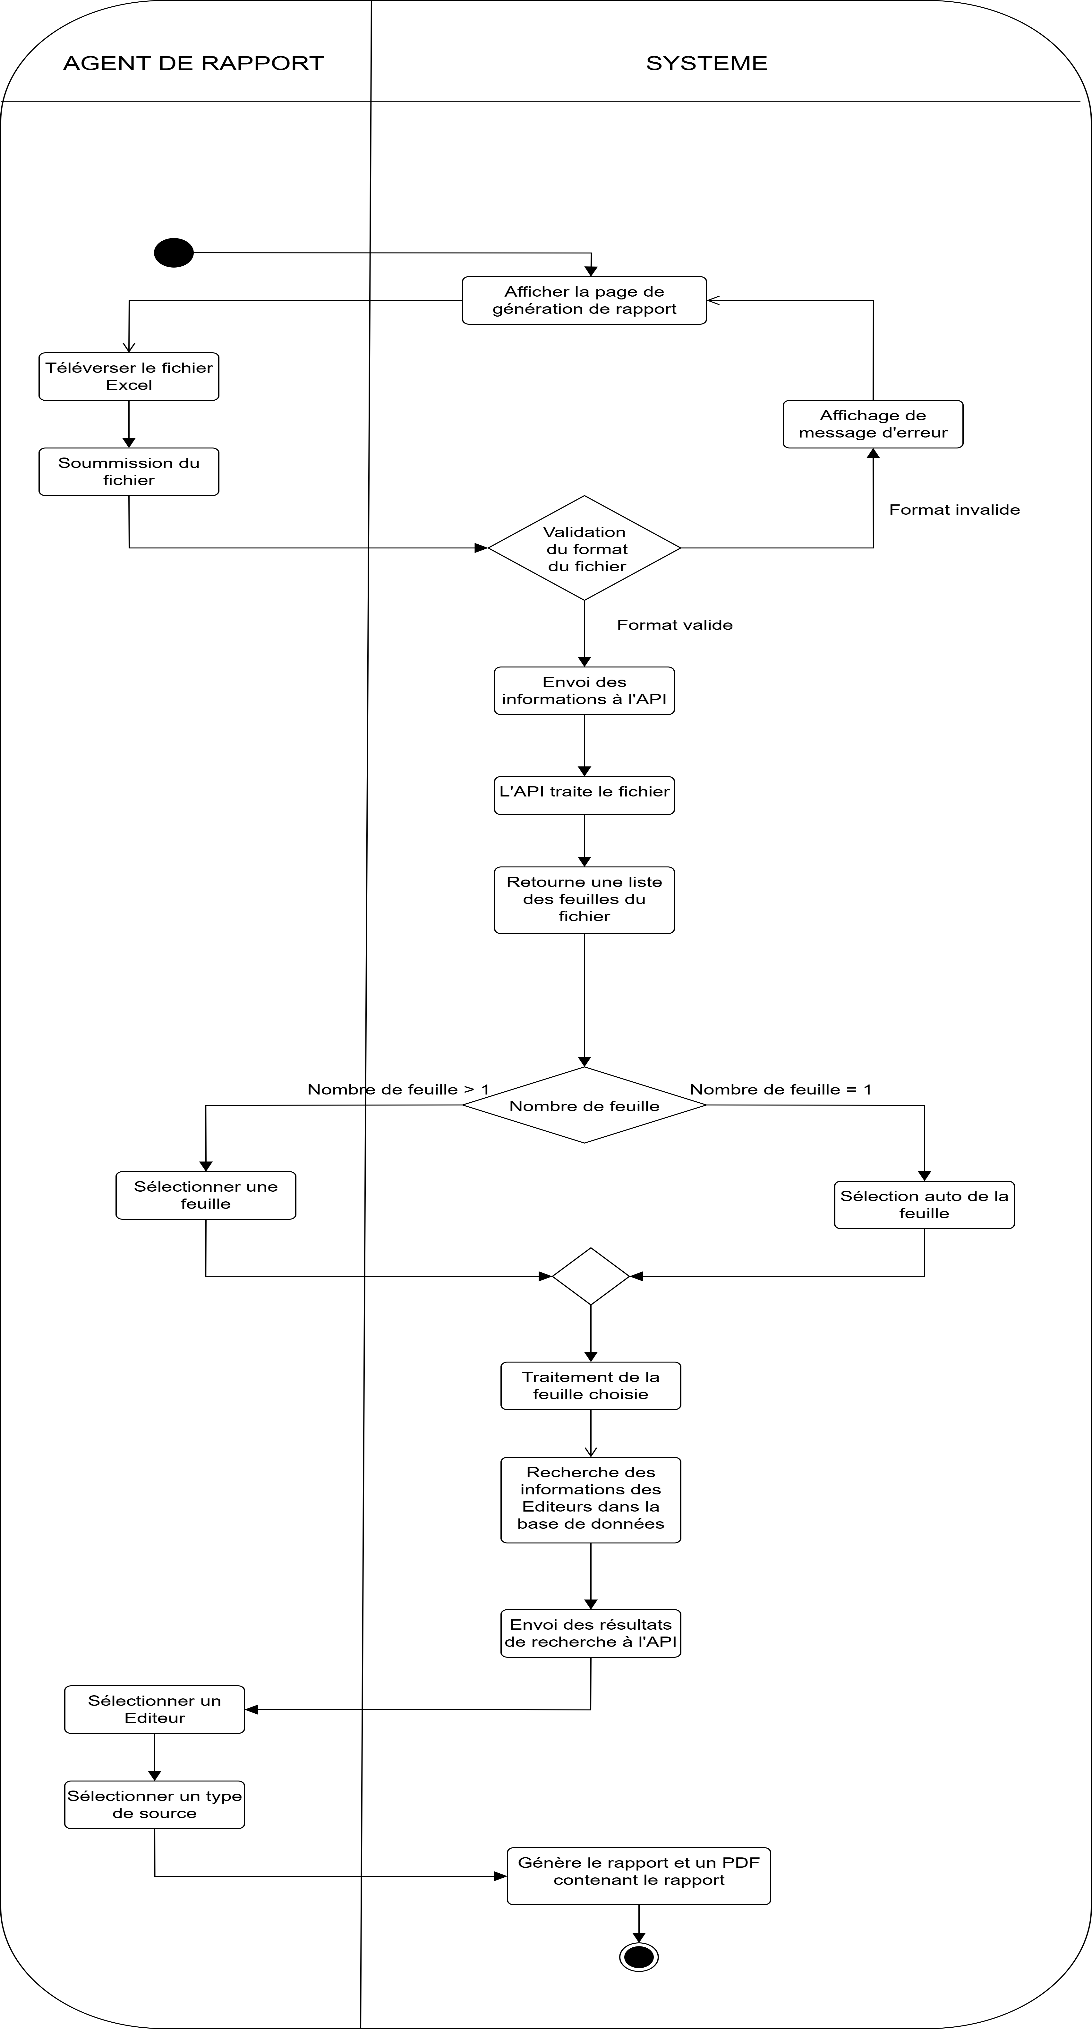 AGENT DE RAPPORT
SYSTEME
Afficher la page de
génération de rapport
Téléverser le fichier
Excel
Affichage de
message d'erreur
Soummission du
fichier
Format invalide
Validation
du format
du fichier
Format valide
Envoi des
informations à l'API
L'API traite le fichier
Retourne une liste
des feuilles du
fichier
Nombre de feuille > 1
Nombre de feuille = 1
Nombre de feuille
Sélectionner une
feuille
Sélection auto de la
feuille
Traitement de la
feuille choisie
Recherche des
informations des
Editeurs dans la
base de données
Envoi des résultats
de recherche à l'API
Sélectionner un
Editeur
Sélectionner un type
de source
Génère le rapport et un PDF
contenant le rapport